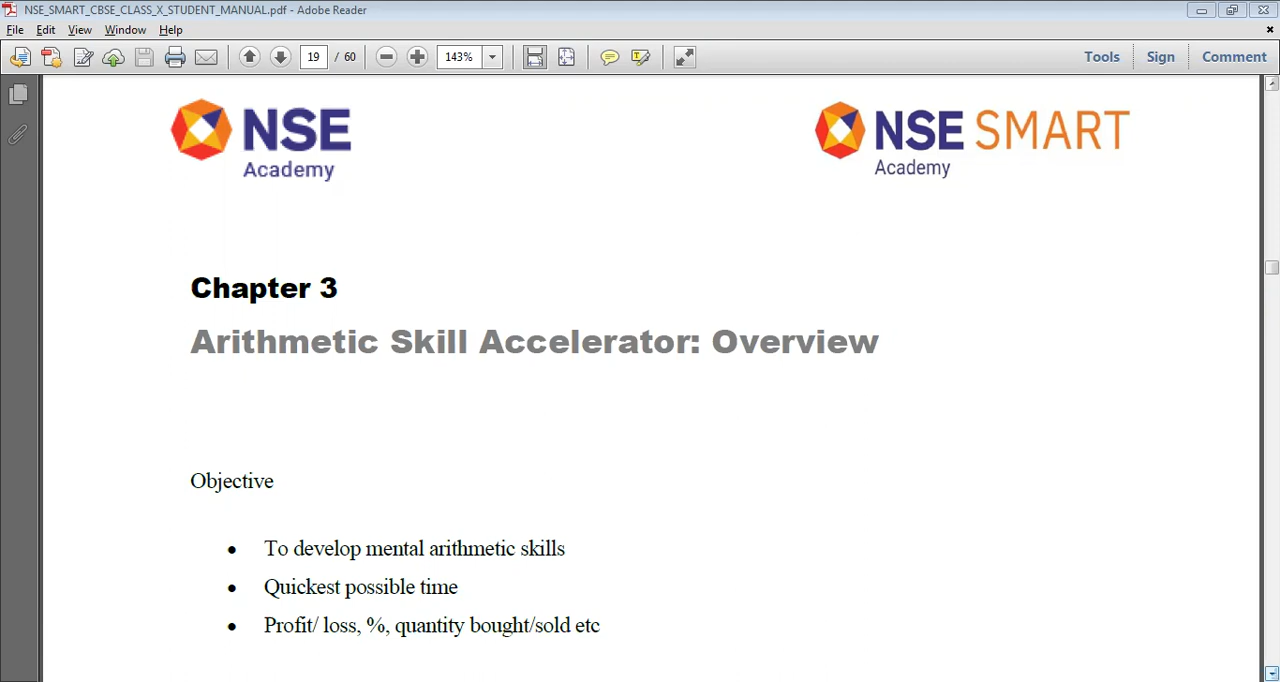 NSE_SMART_CBSE_CLASS_X_STUDENT_MANUAL.pdf - Adobe Reader
File Edit View Window Help
19 / 60 143% Tools Sign Comment
NSE
Academy
NSE SMART
Academy
Chapter 3
Arithmetic Skill Accelerator: Overview
Objective
• To develop mental arithmetic skills
• Quickest possible time
• Profit/ loss, %, quantity bought/sold etc